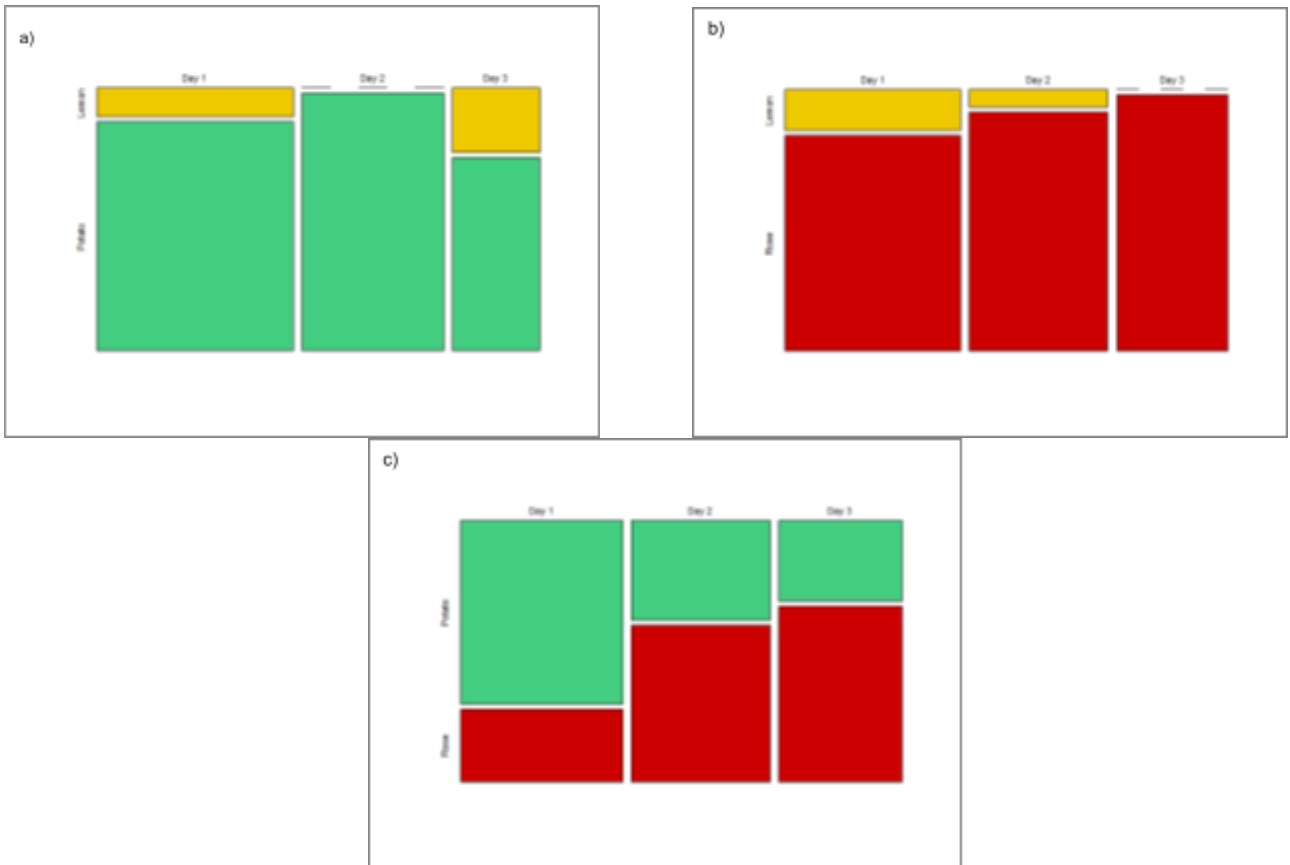 a)
Day 1 Day 2 Day 3
Lemon
Potato
b)
Day 1 Day 2 Day 3
Lemon
Rose
c)
Day 1 Day 2 Day 3
Potato
Rose